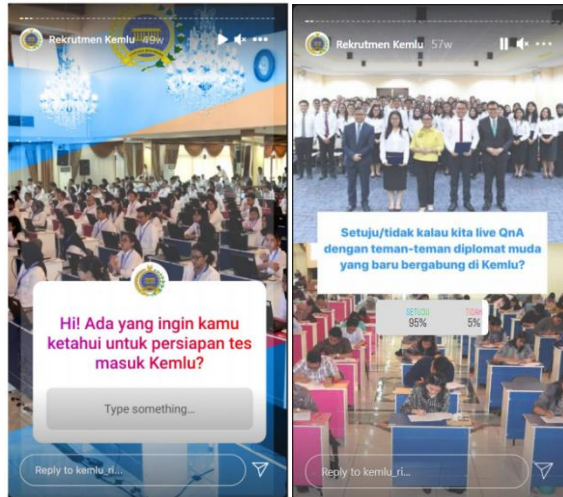 Rekrutmen Kemlu 49w
Hi! Ada yang ingin kamu
ketahui untuk persiapan tes
masuk Kemlu?
Type something...
Reply to kemlu_ri...
Rekrutmen Kemlu 57w
Setuju/tidak kalau kita live QnA
dengan teman-teman diplomat muda
yang baru bergabung di Kemlu?
SETUJU TIDAK
95% 5%
Reply to kemlu_ri...